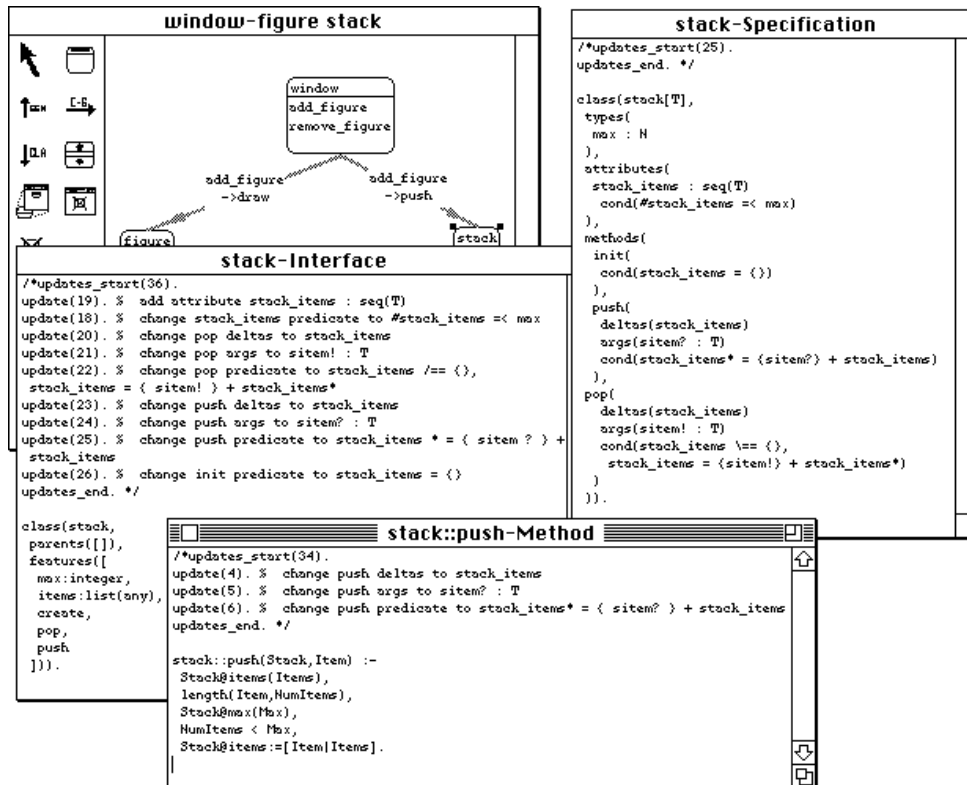 window-figure stack
window
add_figure
remove_figure
add_figure
->draw
add_figure
->push
figure
stack
stack-Specification
/*updates_start(25).
updates_end. */
class(stack[T],
types(
max : N
),
attributes(
stack_items : seq(T)
cond(#stack_items =< max)
),
methods(
init(
cond(stack_items = {})
),
push(
deltas(stack_items)
args(sitem? : T)
cond(stack_items* = {sitem?} + stack_items)
),
pop(
deltas(stack_items)
args(sitem! : T)
cond(stack_items \== {},
stack_items = {sitem!} + stack_items*)
)
)).
stack-Interface
/*updates_start(36).
update(19). % add attribute stack_items : seq(T)
update(18). % change stack_items predicate to #stack_items =< max
update(20). % change pop deltas to stack_items
update(21). % change pop args to sitem! : T
update(22). % change pop predicate to stack_items /== {},
stack_items = { sitem! } + stack_items*
update(23). % change push deltas to stack_items
update(24). % change push args to sitem? : T
update(25). % change push predicate to stack_items * = { sitem ? } +
stack_items
update(26). % change init predicate to stack_items = {}
updates_end. */
class(stack,
parents([]),
features([
max:integer,
items:list(any),
create,
pop,
push
])).
stack::push-Method
/*updates_start(34).
update(4). % change push deltas to stack_items
update(5). % change push args to sitem? : T
update(6). % change push predicate to stack_items* = { sitem? } + stack_items
updates_end. */
stack::push(Stack,Item) :-
Stack@items(Items),
length(Item,NumItems),
Stack@max(Max),
NumItems < Max,
Stack@items:=[Item|Items].